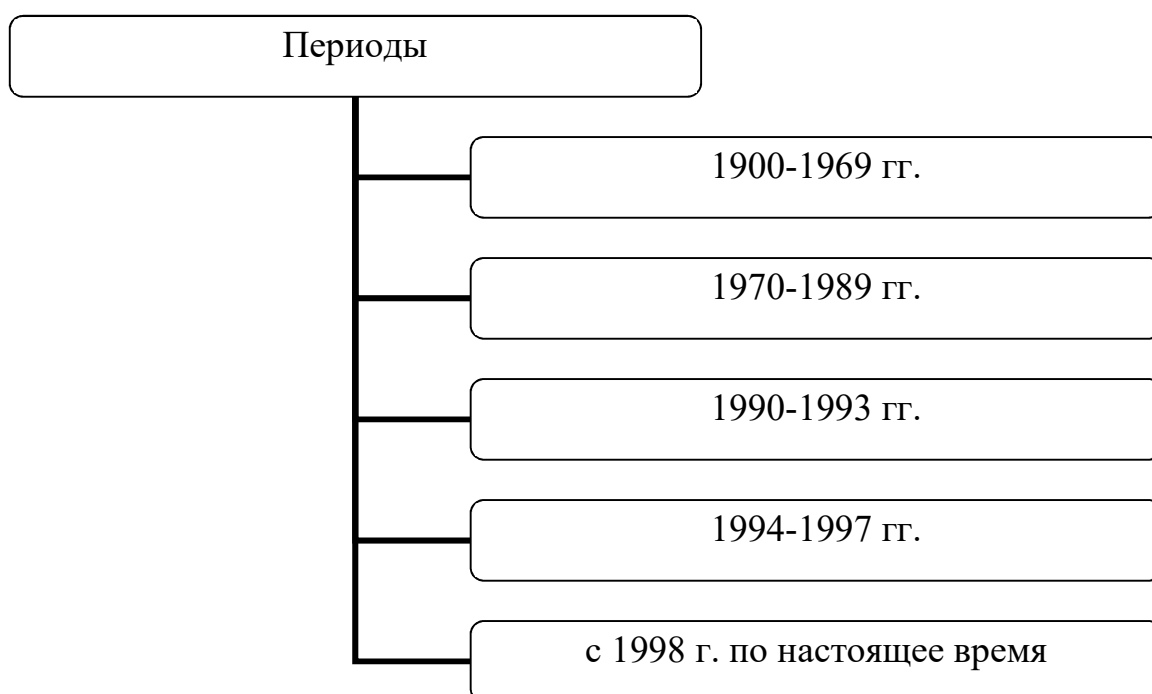 Периоды
1900-1969 гг.
1970-1989 гг.
1990-1993 гг.
1994-1997 гг.
с 1998 г. по настоящее время